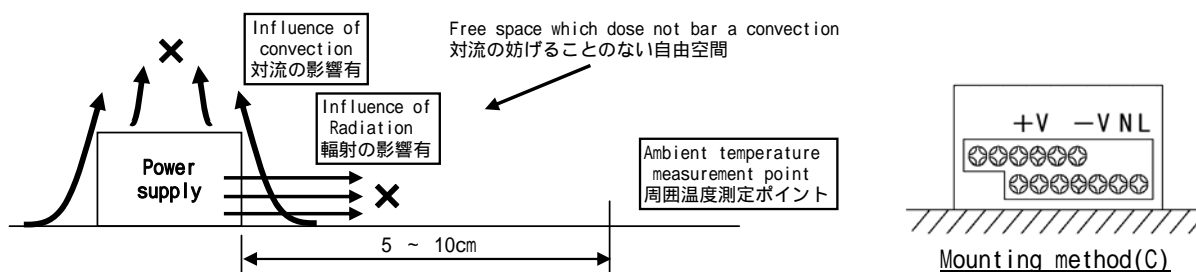 Influence of
convection
対流の影響有
Free space which dose not bar a convection
対流の妨げることのない自由空間
Influence of
Radiation
輻射の影響有
Power
supply
Ambient temperature
measurement point
周囲温度測定ポイント
5 ~ 10cm
+V -V N L
Mounting method(C)